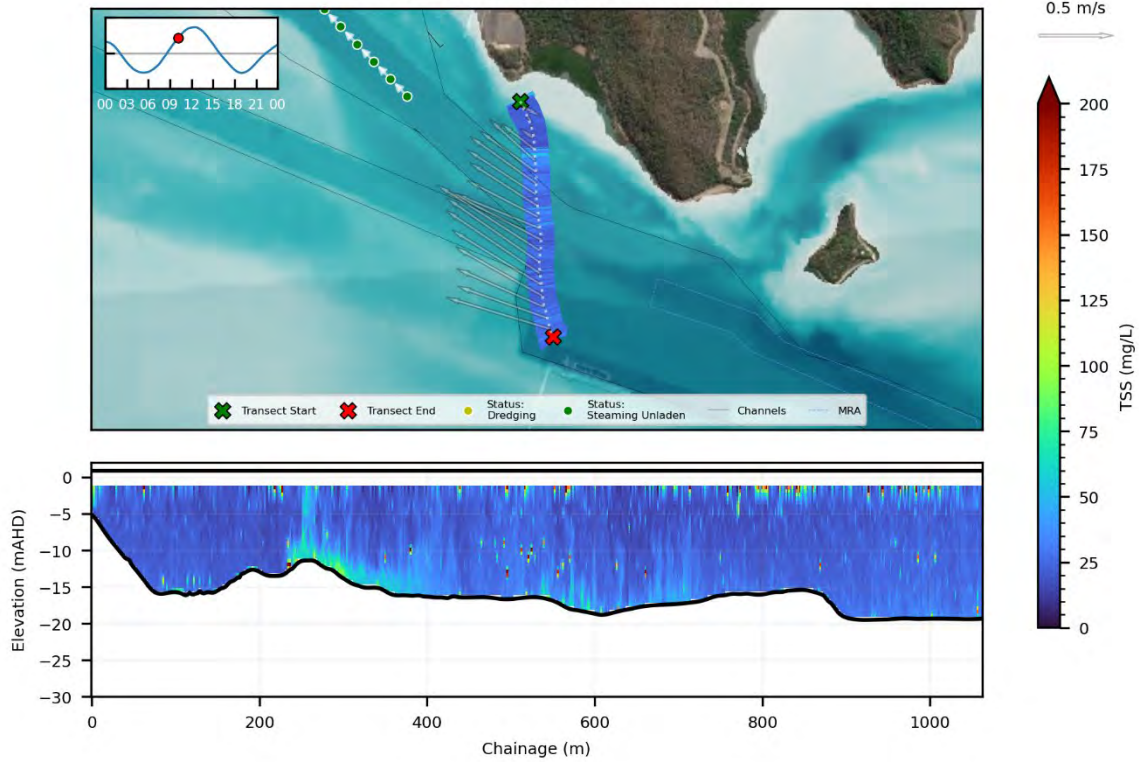 0.5 m/s
00 03 06 09 12 15 18 21 00
Transect Start
Transect End
Status:
Dredging
Status:
Steaming Unladen
Channels
MRA
200
175
150
125
100
75
50
25
0
TSS (mg/L)
0
−5
−10
−15
−20
−25
−30
Elevation (mAHD)
0 200 400 600 800 1000
Chainage (m)